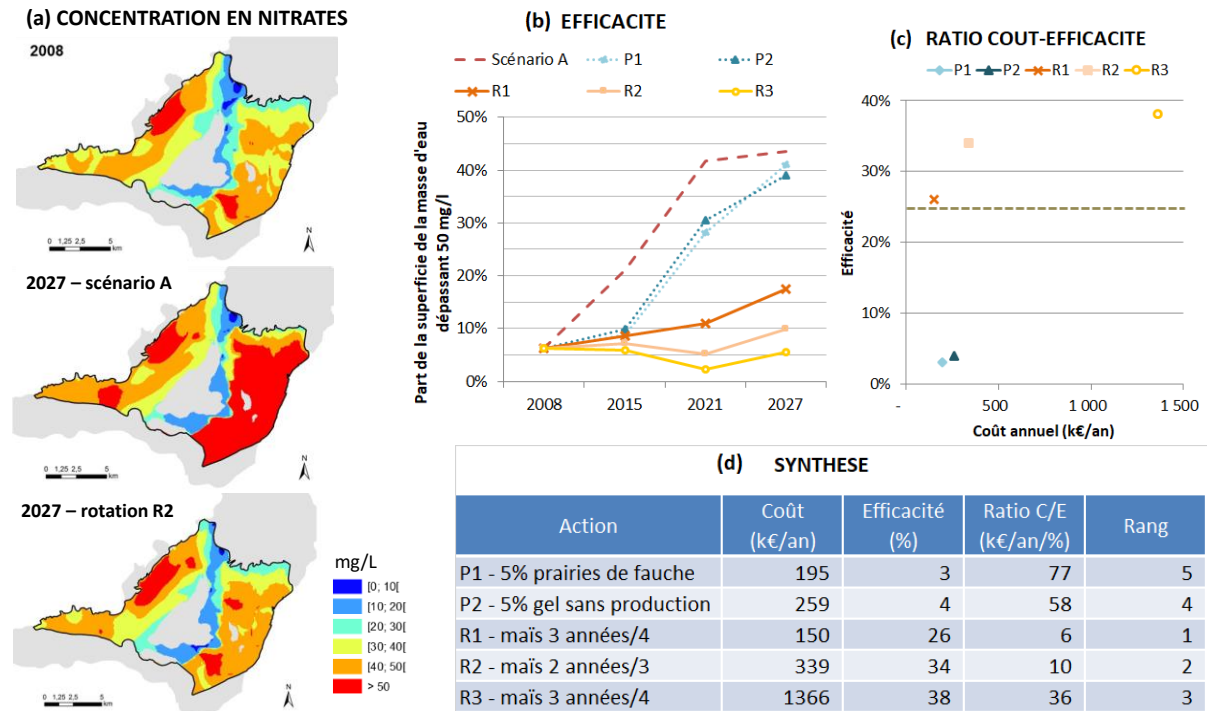 (a) CONCENTRATION EN NITRATES
2008
0 1,25 2,5 5
km
N
2027 – scénario A
0 1,25 2,5 5
km
N
2027 – rotation R2
mg/L
[0; 10[
[10; 20[
[20; 30[
[30; 40[
[40; 50[
> 50
0 1,25 2,5 5
km
N
(b) EFFICACITE
Scénario A P1 P2
R1 R2 R3
Part de la superficie de la masse d'eau
dépassant 50 mg/l
50%
40%
30%
20%
10%
0%
2008 2015 2021 2027
(c) RATIO COUT-EFFICACITE
P1 P2 R1 R2 R3
Efficacité
40%
30%
20%
10%
0%
- 500 1 000 1 500
Coût annuel (k€/an)
(d) SYNTHESE
Action Coût (k€/an) Efficacité (%) Ratio C/E (k€/an/%) Rang
P1 - 5% prairies de fauche 195 3 77 5
P2 - 5% gel sans production 259 4 58 4
R1 - maïs 3 années/4 150 26 6 1
R2 - maïs 2 années/3 339 34 10 2
R3 - maïs 3 années/4 1366 38 36 3